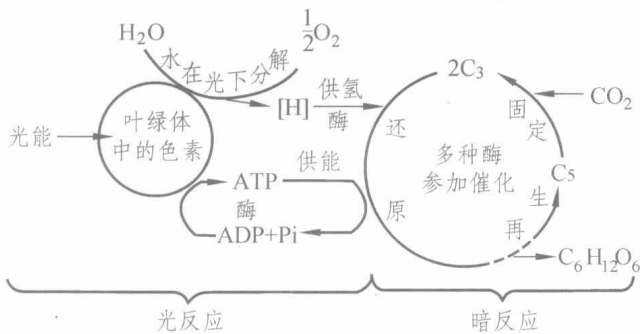 H₂O
水在光下分解
½O₂
[H]
供氢
酶
2C₃
CO₂
固定
还原
多种酶
参加催化
C₅
再生
C₆H₁₂O₆
光能
叶绿体
中的色素
供能
ATP
酶
ADP+Pi
光反应
暗反应